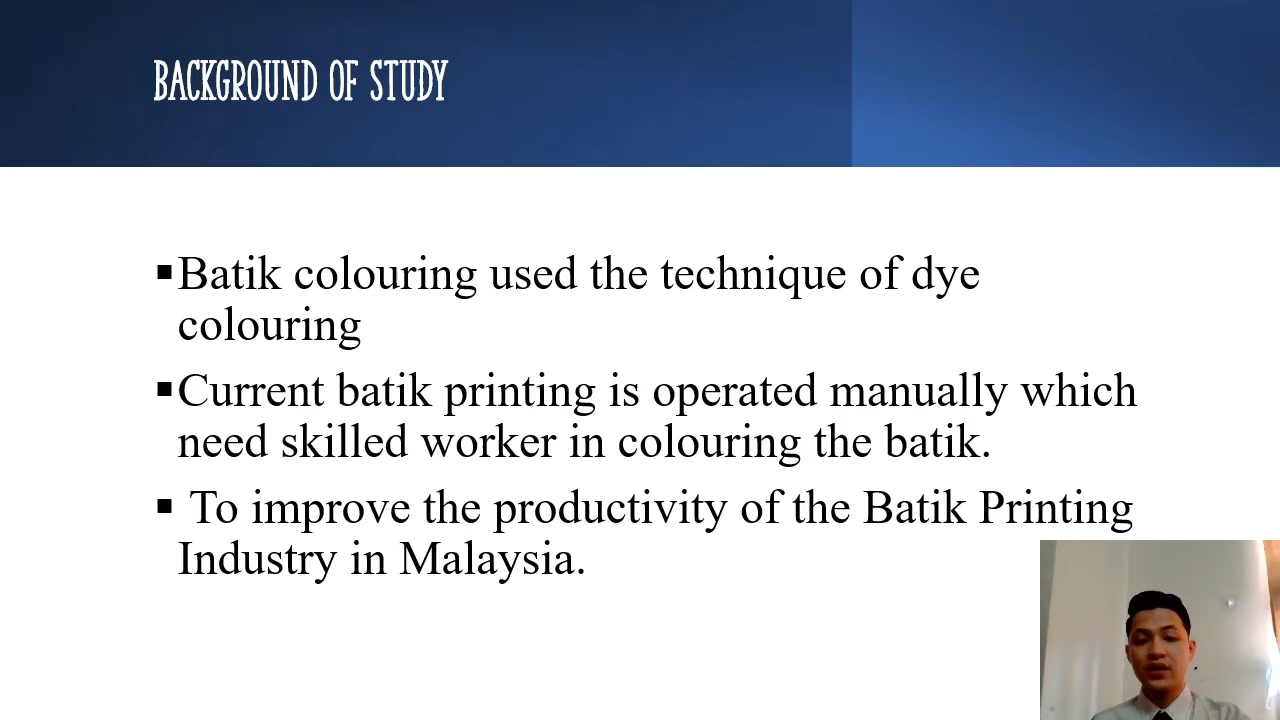 BACKGROUND OF STUDY
▪Batik colouring used the technique of dye
colouring
▪Current batik printing is operated manually which
need skilled worker in colouring the batik.
▪ To improve the productivity of the Batik Printing
Industry in Malaysia.